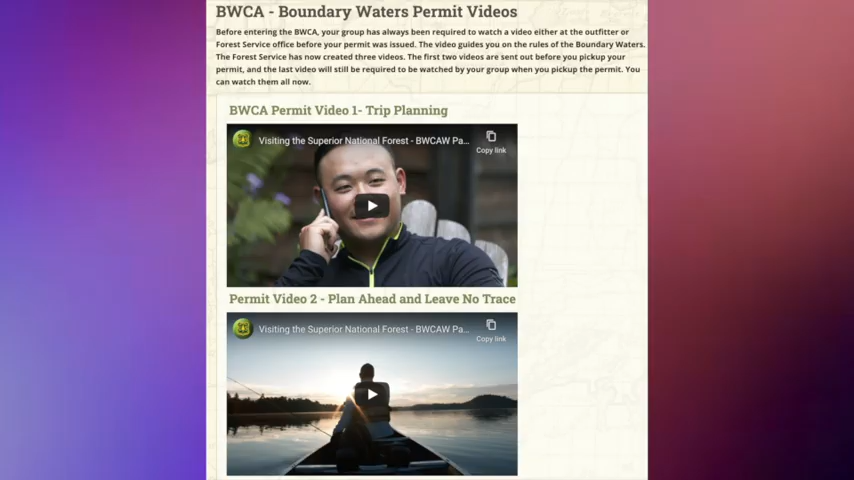 BWCA - Boundary Waters Permit Videos
Before entering the BWCA, your group has always been required to watch a video either at the outfitter or
Forest Service office before your permit was issued. The video guides you on the rules of the Boundary Waters.
The Forest Service has now created three videos. The first two videos are sent out before you pickup your
permit, and the last video will still be required to be watched by your group when you pickup the permit. You
can watch them all now.
BWCA Permit Video 1- Trip Planning
Visiting the Superior National Forest - BWCAW Pa...
Copy link
Permit Video 2 - Plan Ahead and Leave No Trace
Visiting the Superior National Forest - BWCAW Pa...
Copy link